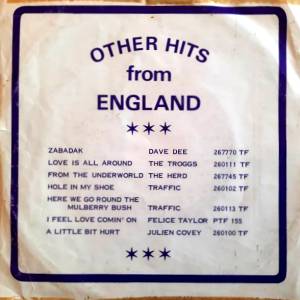 OTHER HITS
from
ENGLAND
★★★
ZABADAK DAVE DEE 267770 TF
LOVE IS ALL AROUND THE TROGGS 260111 TF
FROM THE UNDERWORLD THE HERD 267745 TF
HOLE IN MY SHOE TRAFFIC 260102 TF
HERE WE GO ROUND THE
MULBERRY BUSH TRAFFIC 260113 TF
I FEEL LOVE COMIN' ON FELICE TAYLOR PTF 155
A LITTLE BIT HURT JULIEN COVEY 260100 TF
★★★